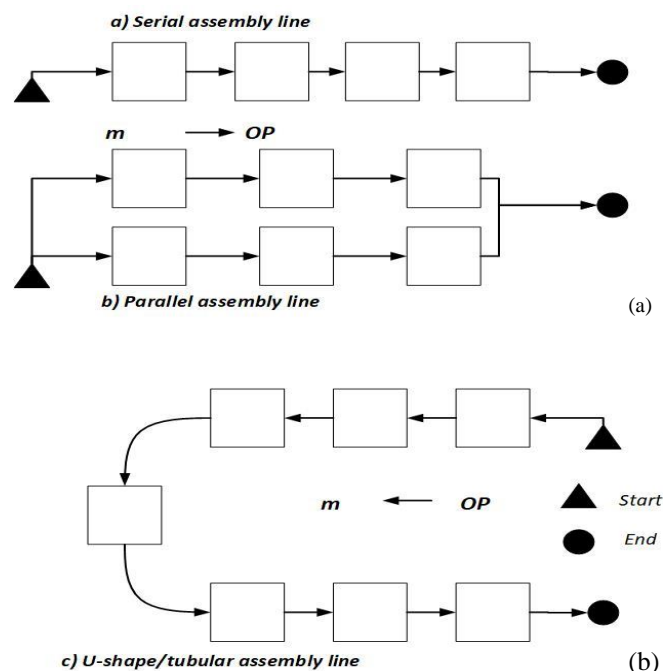 a) Serial assembly line
m OP
b) Parallel assembly line
(a)
m OP
Start
End
c) U-shape/tubular assembly line
(b)